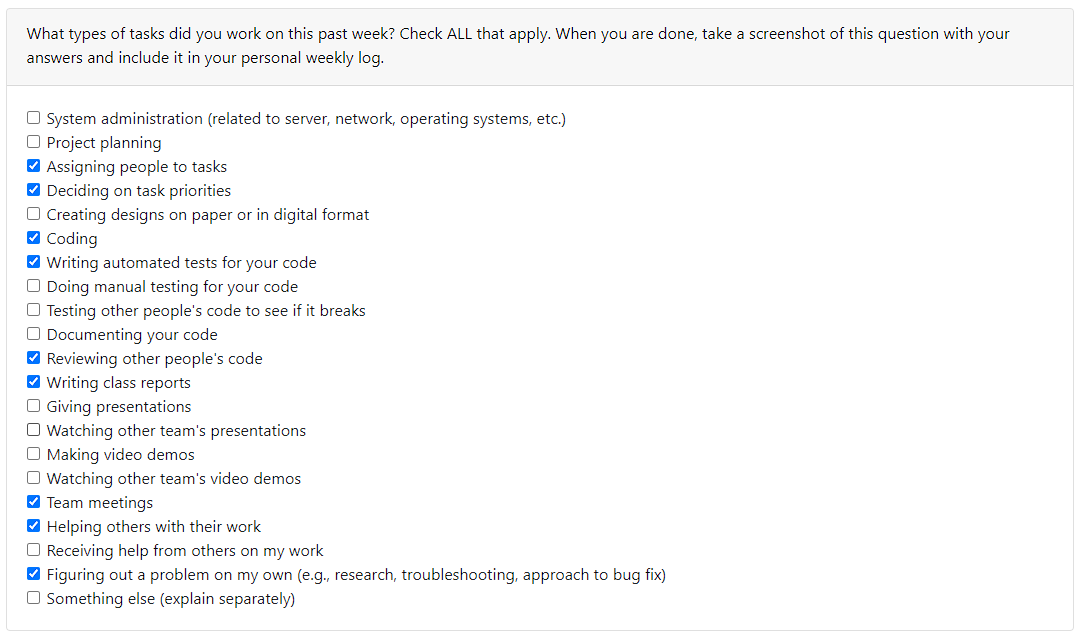 What types of tasks did you work on this past week? Check ALL that apply. When you are done, take a screenshot of this question with your
answers and include it in your personal weekly log.
System administration (related to server, network, operating systems, etc.)
Project planning
Assigning people to tasks
Deciding on task priorities
Creating designs on paper or in digital format
Coding
Writing automated tests for your code
Doing manual testing for your code
Testing other people's code to see if it breaks
Documenting your code
Reviewing other people's code
Writing class reports
Giving presentations
Watching other team's presentations
Making video demos
Watching other team's video demos
Team meetings
Helping others with their work
Receiving help from others on my work
Figuring out a problem on my own (e.g., research, troubleshooting, approach to bug fix)
Something else (explain separately)